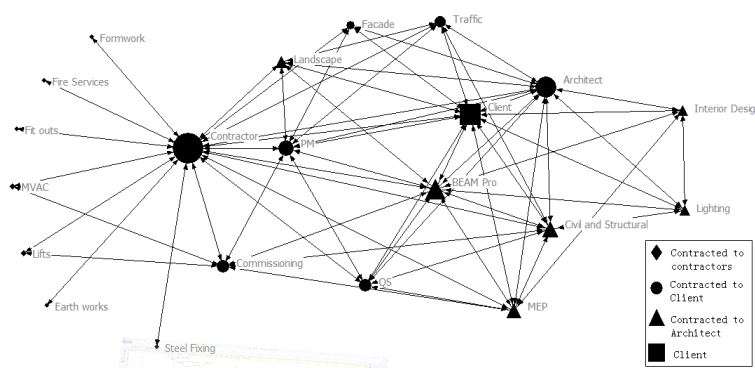 Facade
Traffic
Formwork
Landscape
Fire Services
Architect
Client
Interior Desig
Fit outs
Contractor
PM
MVAC
BEAM Pro
Lighting
Civil and Structural
Lifts
Commissioning
QS
Earth works
MEP
Steel Fixing
Contracted to
contractors
Contracted to
Client
Contracted to
Architect
Client